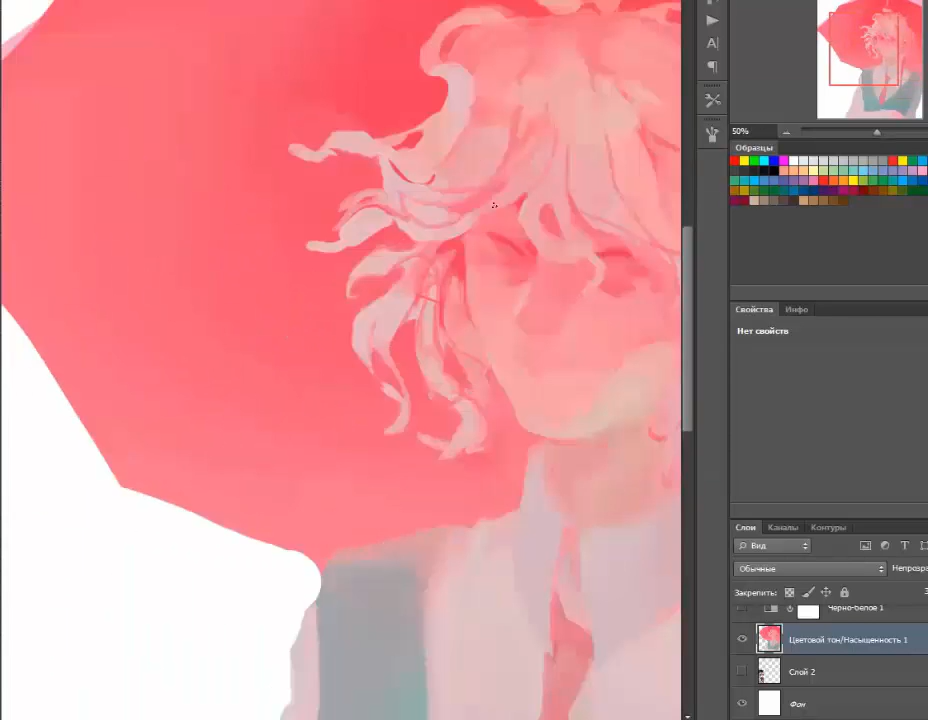 A|
50%
Образцы
Свойства Инфо
Нет свойств
Слои Каналы Контуры
Вид T
Обычные Непрозр
Закрепить:
Черно-белое 1
Цветовой тон/Насыщенность 1
Слой 2
Фон